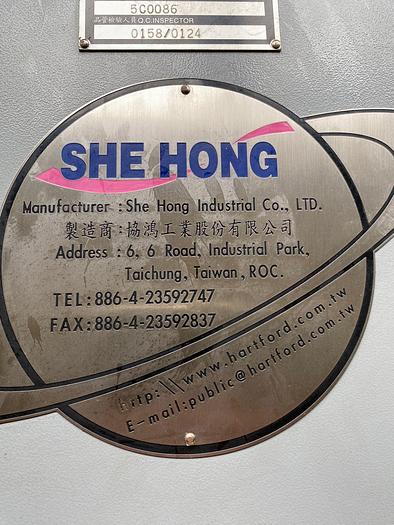 5C0086
品管檢驗人員 Q.C.INSPECTOR
0158/0124
SHE HONG
Manufacturer : She Hong Industrial Co., LTD.
製造商:協鴻工業股份有限公司
Address : 6, 6 Road, Industrial Park,
Taichung, Taiwan, ROC.
TEL:886-4-23592747
FAX:886-4-23592837
http:\\www.hartford.com.tw
E-mail:public@hartford.com.tw